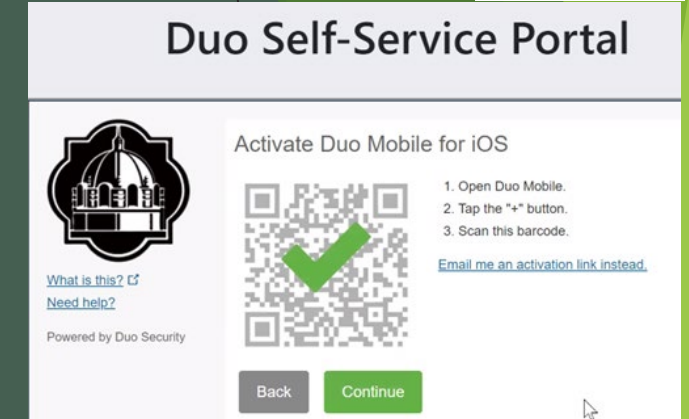 Duo Self-Service Portal
Activate Duo Mobile for iOS
1. Open Duo Mobile.
2. Tap the "+" button.
3. Scan this barcode.
Email me an activation link instead.
What is this?
Need help?
Powered by Duo Security
Back
Continue